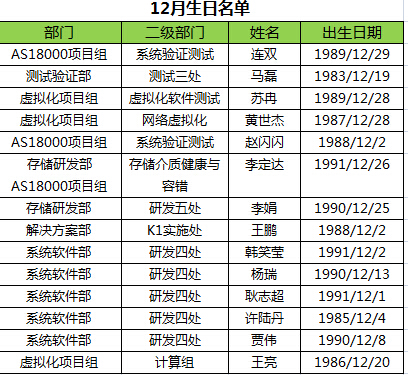 12月生日名单
部门 二级部门 姓名 出生日期
AS18000项目组 系统验证测试 连双 1989/12/29
测试验证部 测试三处 马磊 1983/12/19
虚拟化项目组 虚拟化软件测试 苏冉 1989/12/28
虚拟化项目组 网络虚拟化 黄世杰 1987/12/28
AS18000项目组 系统验证测试 赵闪闪 1988/12/2
存储研发部 存储介质健康与 李定达 1991/12/26
AS18000项目组 容错
存储研发部 研发五处 李娟 1990/12/25
解决方案部 K1实施处 王鹏 1988/12/2
系统软件部 研发四处 韩笑莹 1991/12/2
系统软件部 研发四处 杨瑞 1990/12/13
系统软件部 研发四处 耿志超 1991/12/1
系统软件部 研发四处 许陆丹 1985/12/4
系统软件部 研发四处 贾伟 1990/12/8
虚拟化项目组 计算组 王亮 1986/12/20